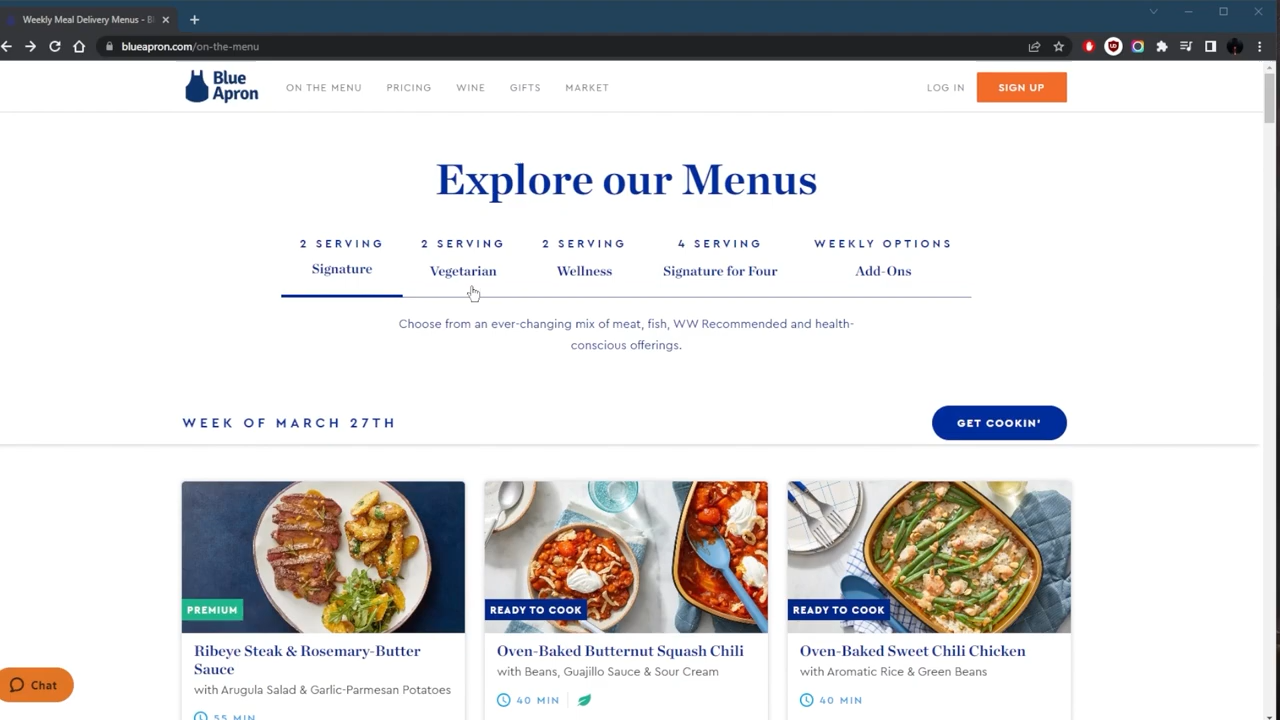 Weekly Meal Delivery Menus - Bl
blueapron.com/on-the-menu
Blue
Apron
ON THE MENU
PRICING
WINE
GIFTS
MARKET
LOG IN
SIGN UP
Explore our Menus
2 SERVING
Signature
2 SERVING
Vegetarian
2 SERVING
Wellness
4 SERVING
Signature for Four
WEEKLY OPTIONS
Add-Ons
Choose from an ever-changing mix of meat, fish, WW Recommended and health-
conscious offerings.
WEEK OF MARCH 27TH
GET COOKIN'
PREMIUM
Ribeye Steak & Rosemary-Butter
Sauce
with Arugula Salad & Garlic-Parmesan Potatoes
55 MIN
READY TO COOK
Oven-Baked Butternut Squash Chili
with Beans, Guajillo Sauce & Sour Cream
40 MIN
READY TO COOK
Oven-Baked Sweet Chili Chicken
with Aromatic Rice & Green Beans
40 MIN
Chat